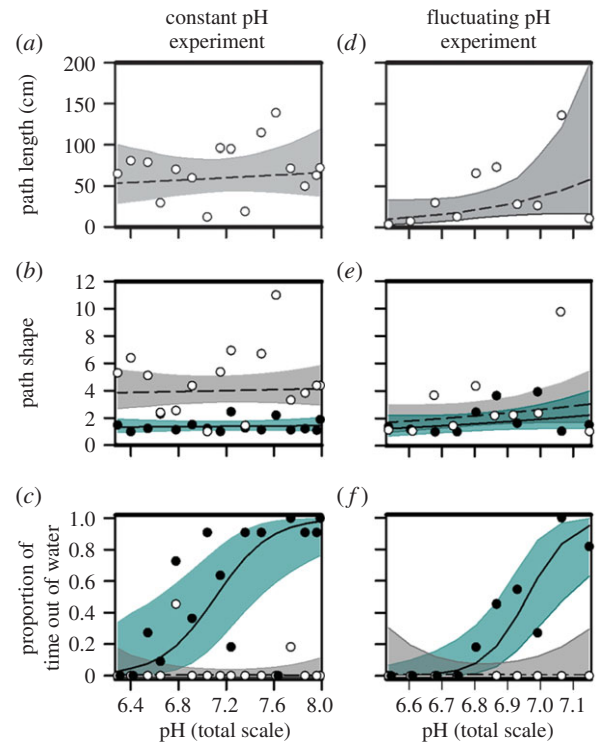 constant pH
experiment
fluctuating pH
experiment
(a)
(d)
path length (cm)
200
150
100
50
0
(b)
(e)
path shape
12
10
8
6
4
2
0
(c)
(f)
proportion of
time out of water
1.0
0.8
0.6
0.4
0.2
0
6.4 6.8 7.2 7.6 8.0
6.6 6.7 6.8 6.9 7.0 7.1
pH (total scale)
pH (total scale)